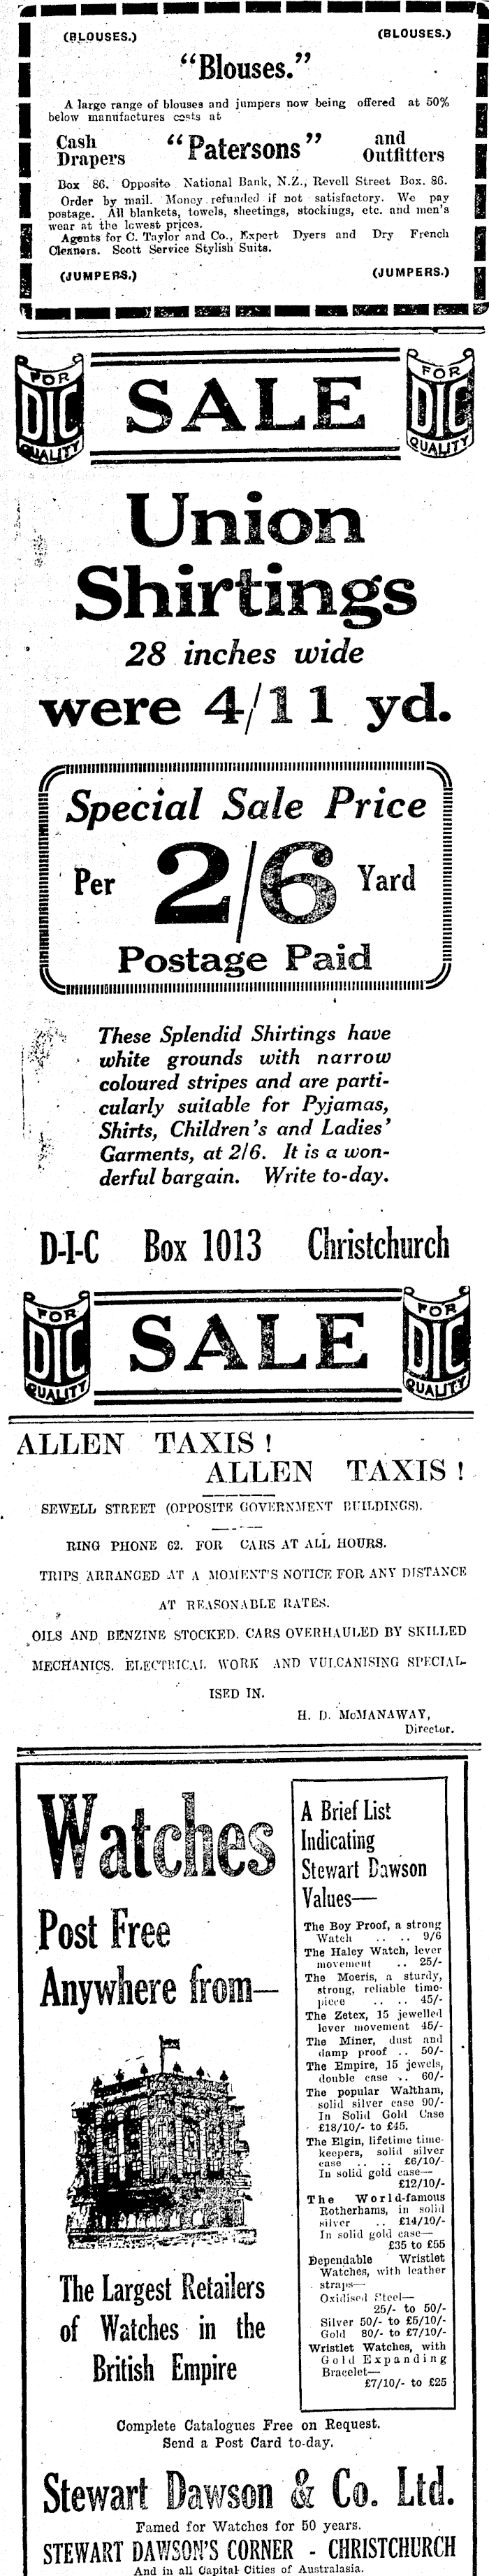 (BLOUSES.) (BLOUSES.)
“Blouses.”
A large range of blouses and jumpers now being offered at 50%
below manufactures costs at
Cash
Drapers
“Patersons”
and
Outfitters
Box 86. Opposite National Bank, N.Z., Revell Street Box. 86.
Order by mail. Money refunded if not satisfactory. We pay
postage. All blankets, towels, sheetings, stockings, etc. and men's
wear at the lowest prices.
Agents for C. Taylor and Co., Expert Dyers and Dry French
Cleaners. Scott Service Stylish Suits.
(JUMPERS.) (JUMPERS.)
FOR
DIC
QUALITY
SALE
FOR
DIC
QUALITY
Union
Shirtings
28 inches wide
were 4/11 yd.
Special Sale Price
Per 2/6 Yard
Postage Paid
These Splendid Shirtings have
white grounds with narrow
coloured stripes and are parti-
cularly suitable for Pyjamas,
Shirts, Children's and Ladies'
Garments, at 2/6. It is a won-
derful bargain. Write to-day.
D-I-C Box 1013 Christchurch
FOR
DIC
QUALITY
SALE
FOR
DIC
QUALITY
ALLEN TAXIS !
ALLEN TAXIS !
SEWELL STREET (OPPOSITE GOVERNMENT BUILDINGS).
RING PHONE 62. FOR CARS AT ALL HOURS.
TRIPS ARRANGED AT A MOMENT'S NOTICE FOR ANY DISTANCE
AT REASONABLE RATES.
OILS AND BENZINE STOCKED. CARS OVERHAULED BY SKILLED
MECHANICS. ELECTRICAL WORK AND VULCANISING SPECIAL-
ISED IN.
H. D. McMANAWAY,
Director.
Watches
Post Free
Anywhere from—
The Largest Retailers
of Watches in the
British Empire
A Brief List
Indicating
Stewart Dawson
Values—
The Boy Proof, a strong
Watch .. .. 9/6
The Haley Watch, lever
movement .. 25/-
The Moeris, a sturdy,
strong, reliable time-
piece .. .. 45/-
The Zetex, 15 jewelled
lever movement 45/-
The Miner, dust and
damp proof .. 50/-
The Empire, 15 jewels,
double case .. 60/-
The popular Waltham,
solid silver case 90/-
In Solid Gold Case
£18/10/- to £45.
The Elgin, lifetime time-
keepers, solid silver
case .. .. £6/10/-
In solid gold case—
£12/10/-
The World-famous
Rotherhams, in solid
silver .. £14/10/-
In solid gold case—
£35 to £55
Dependable Wristlet
Watches, with leather
straps—
Oxidised Steel—
25/- to 50/-
Silver 50/- to £5/10/-
Gold 80/- to £7/10/-
Wristlet Watches, with
Gold Expanding
Bracelet—
£7/10/- to £25
Complete Catalogues Free on Request.
Send a Post Card to-day.
Stewart Dawson & Co. Ltd.
Famed for Watches for 50 years.
STEWART DAWSON'S CORNER - CHRISTCHURCH
And in all Capital Cities of Australasia.